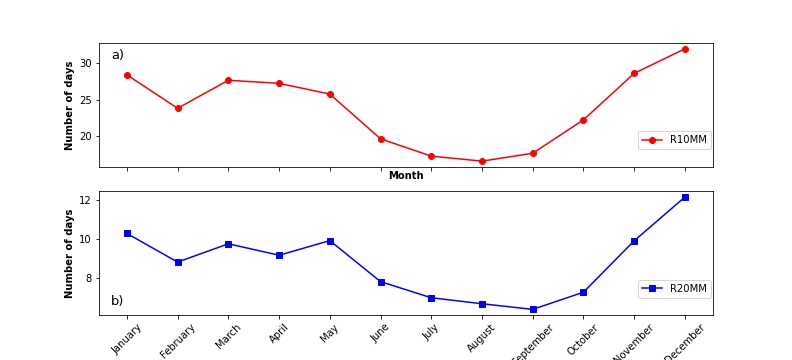 a)
Number of days
30
25
20
R10MM
Month
Number of days
12
10
8
R20MM
b)
January
February
March
April
May
June
July
August
September
October
November
December